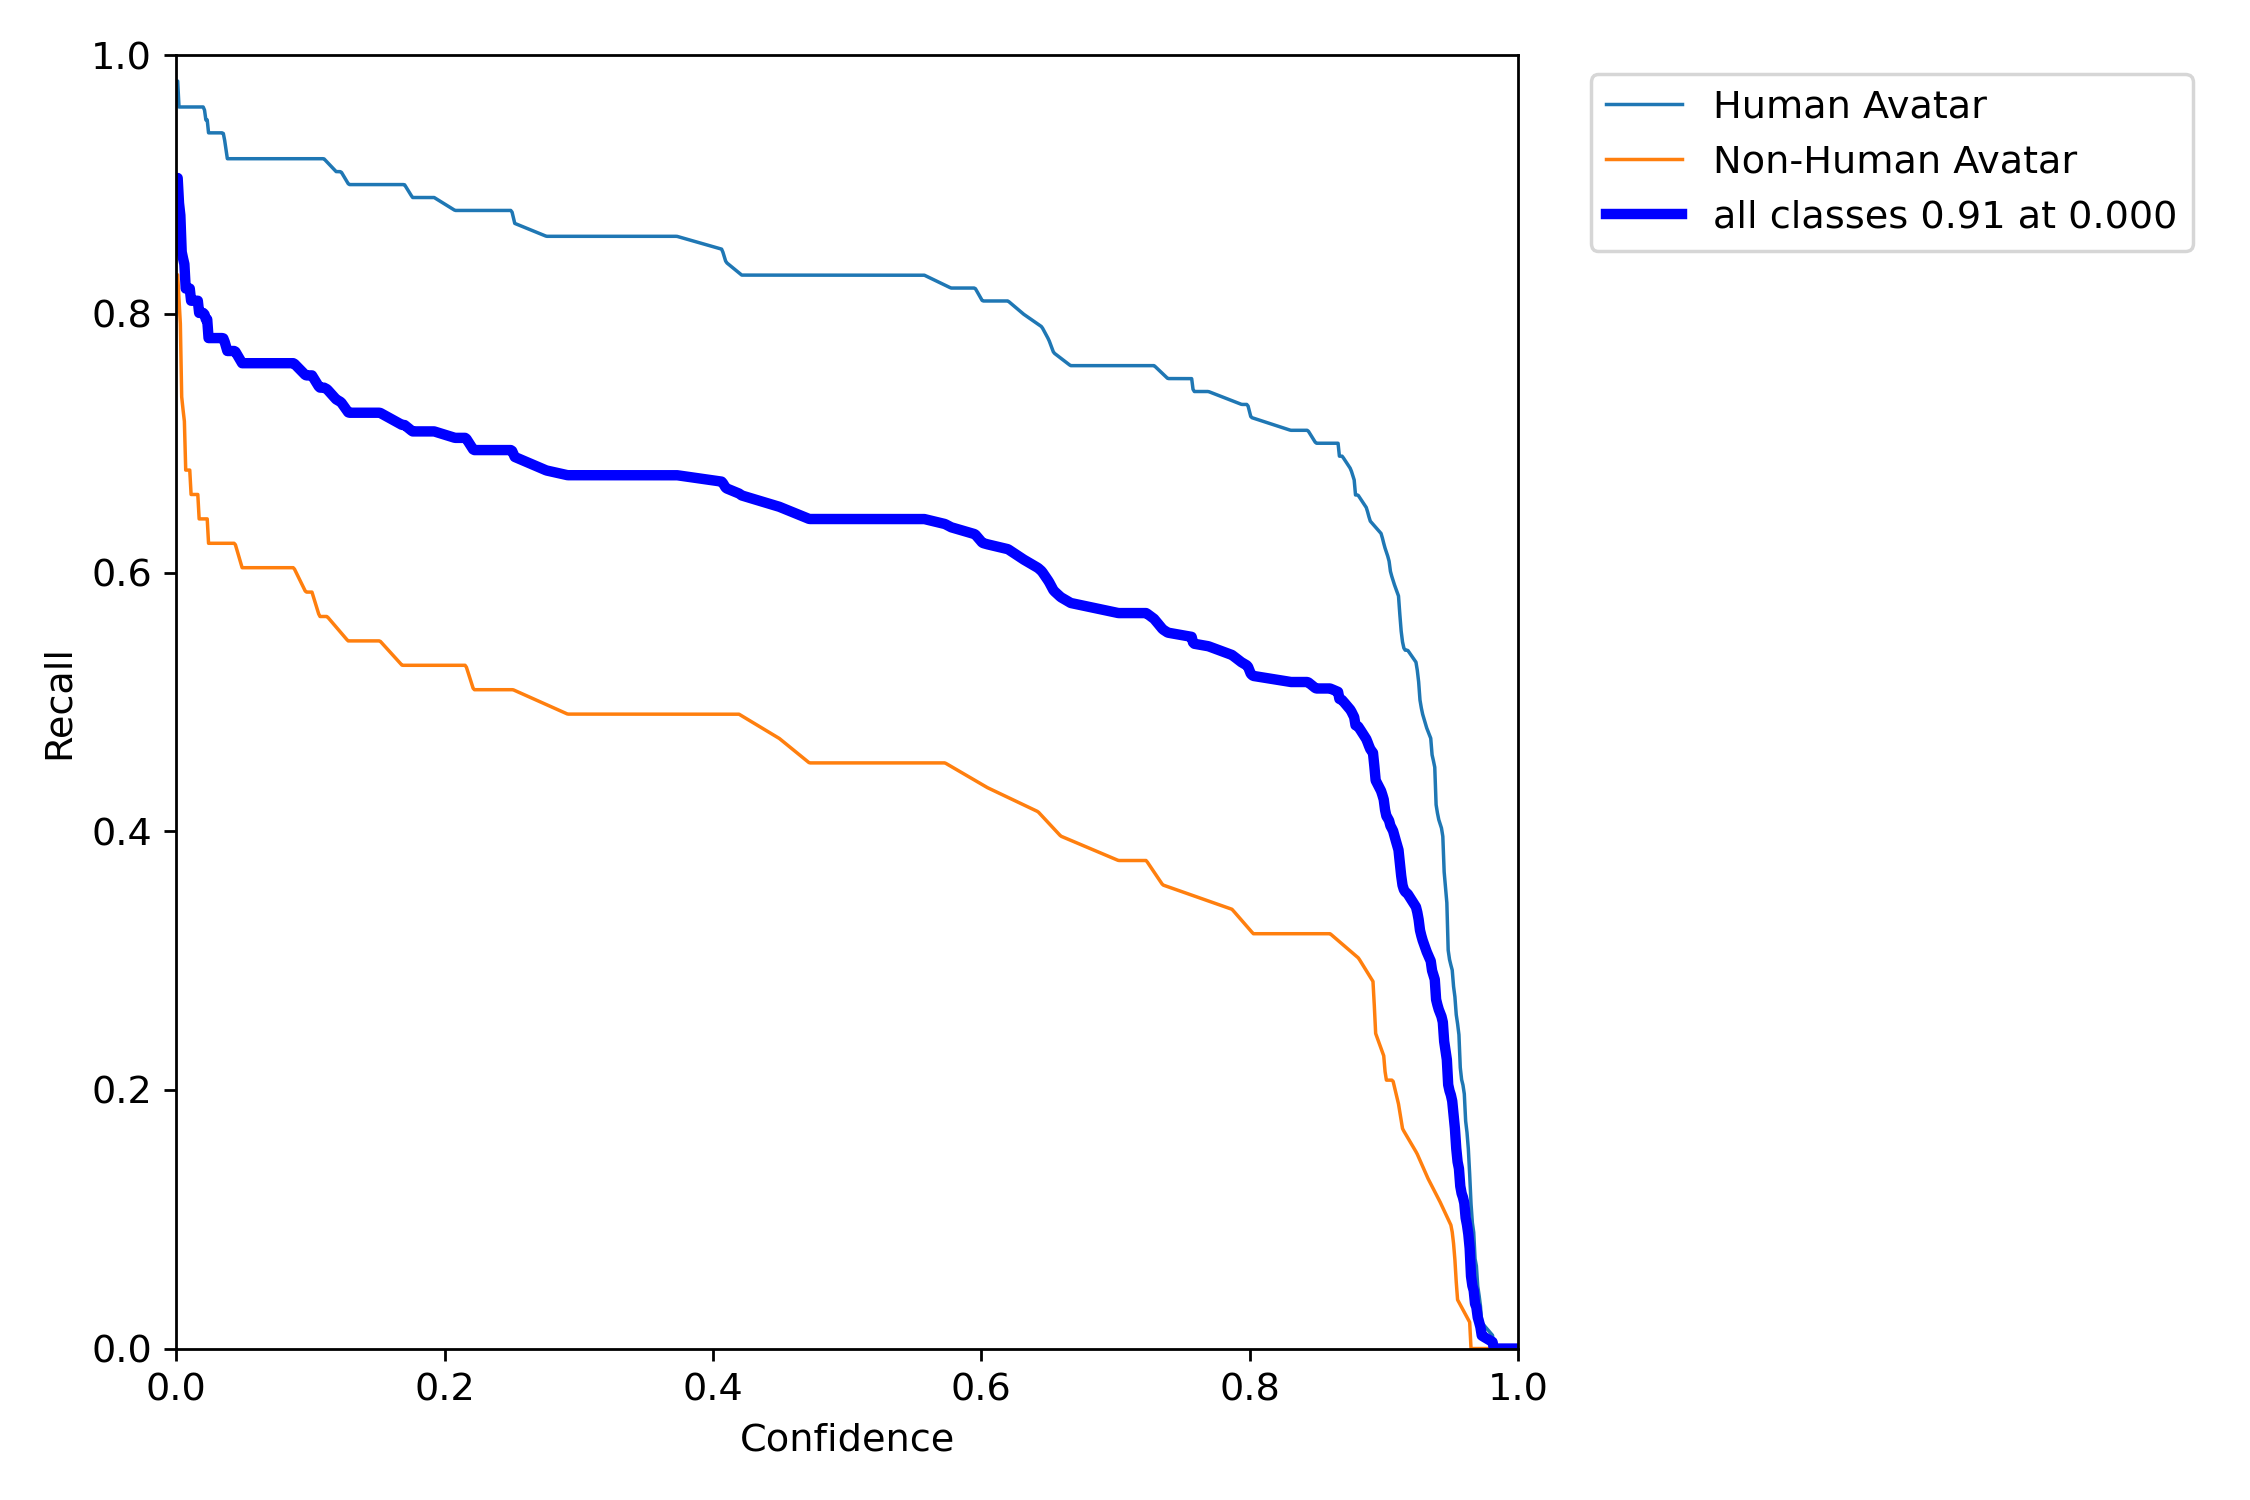 Human Avatar
Non-Human Avatar
all classes 0.91 at 0.000
1.0
0.8
0.6
0.4
0.2
0.0
Recall
0.0 0.2 0.4 0.6 0.8 1.0
Confidence